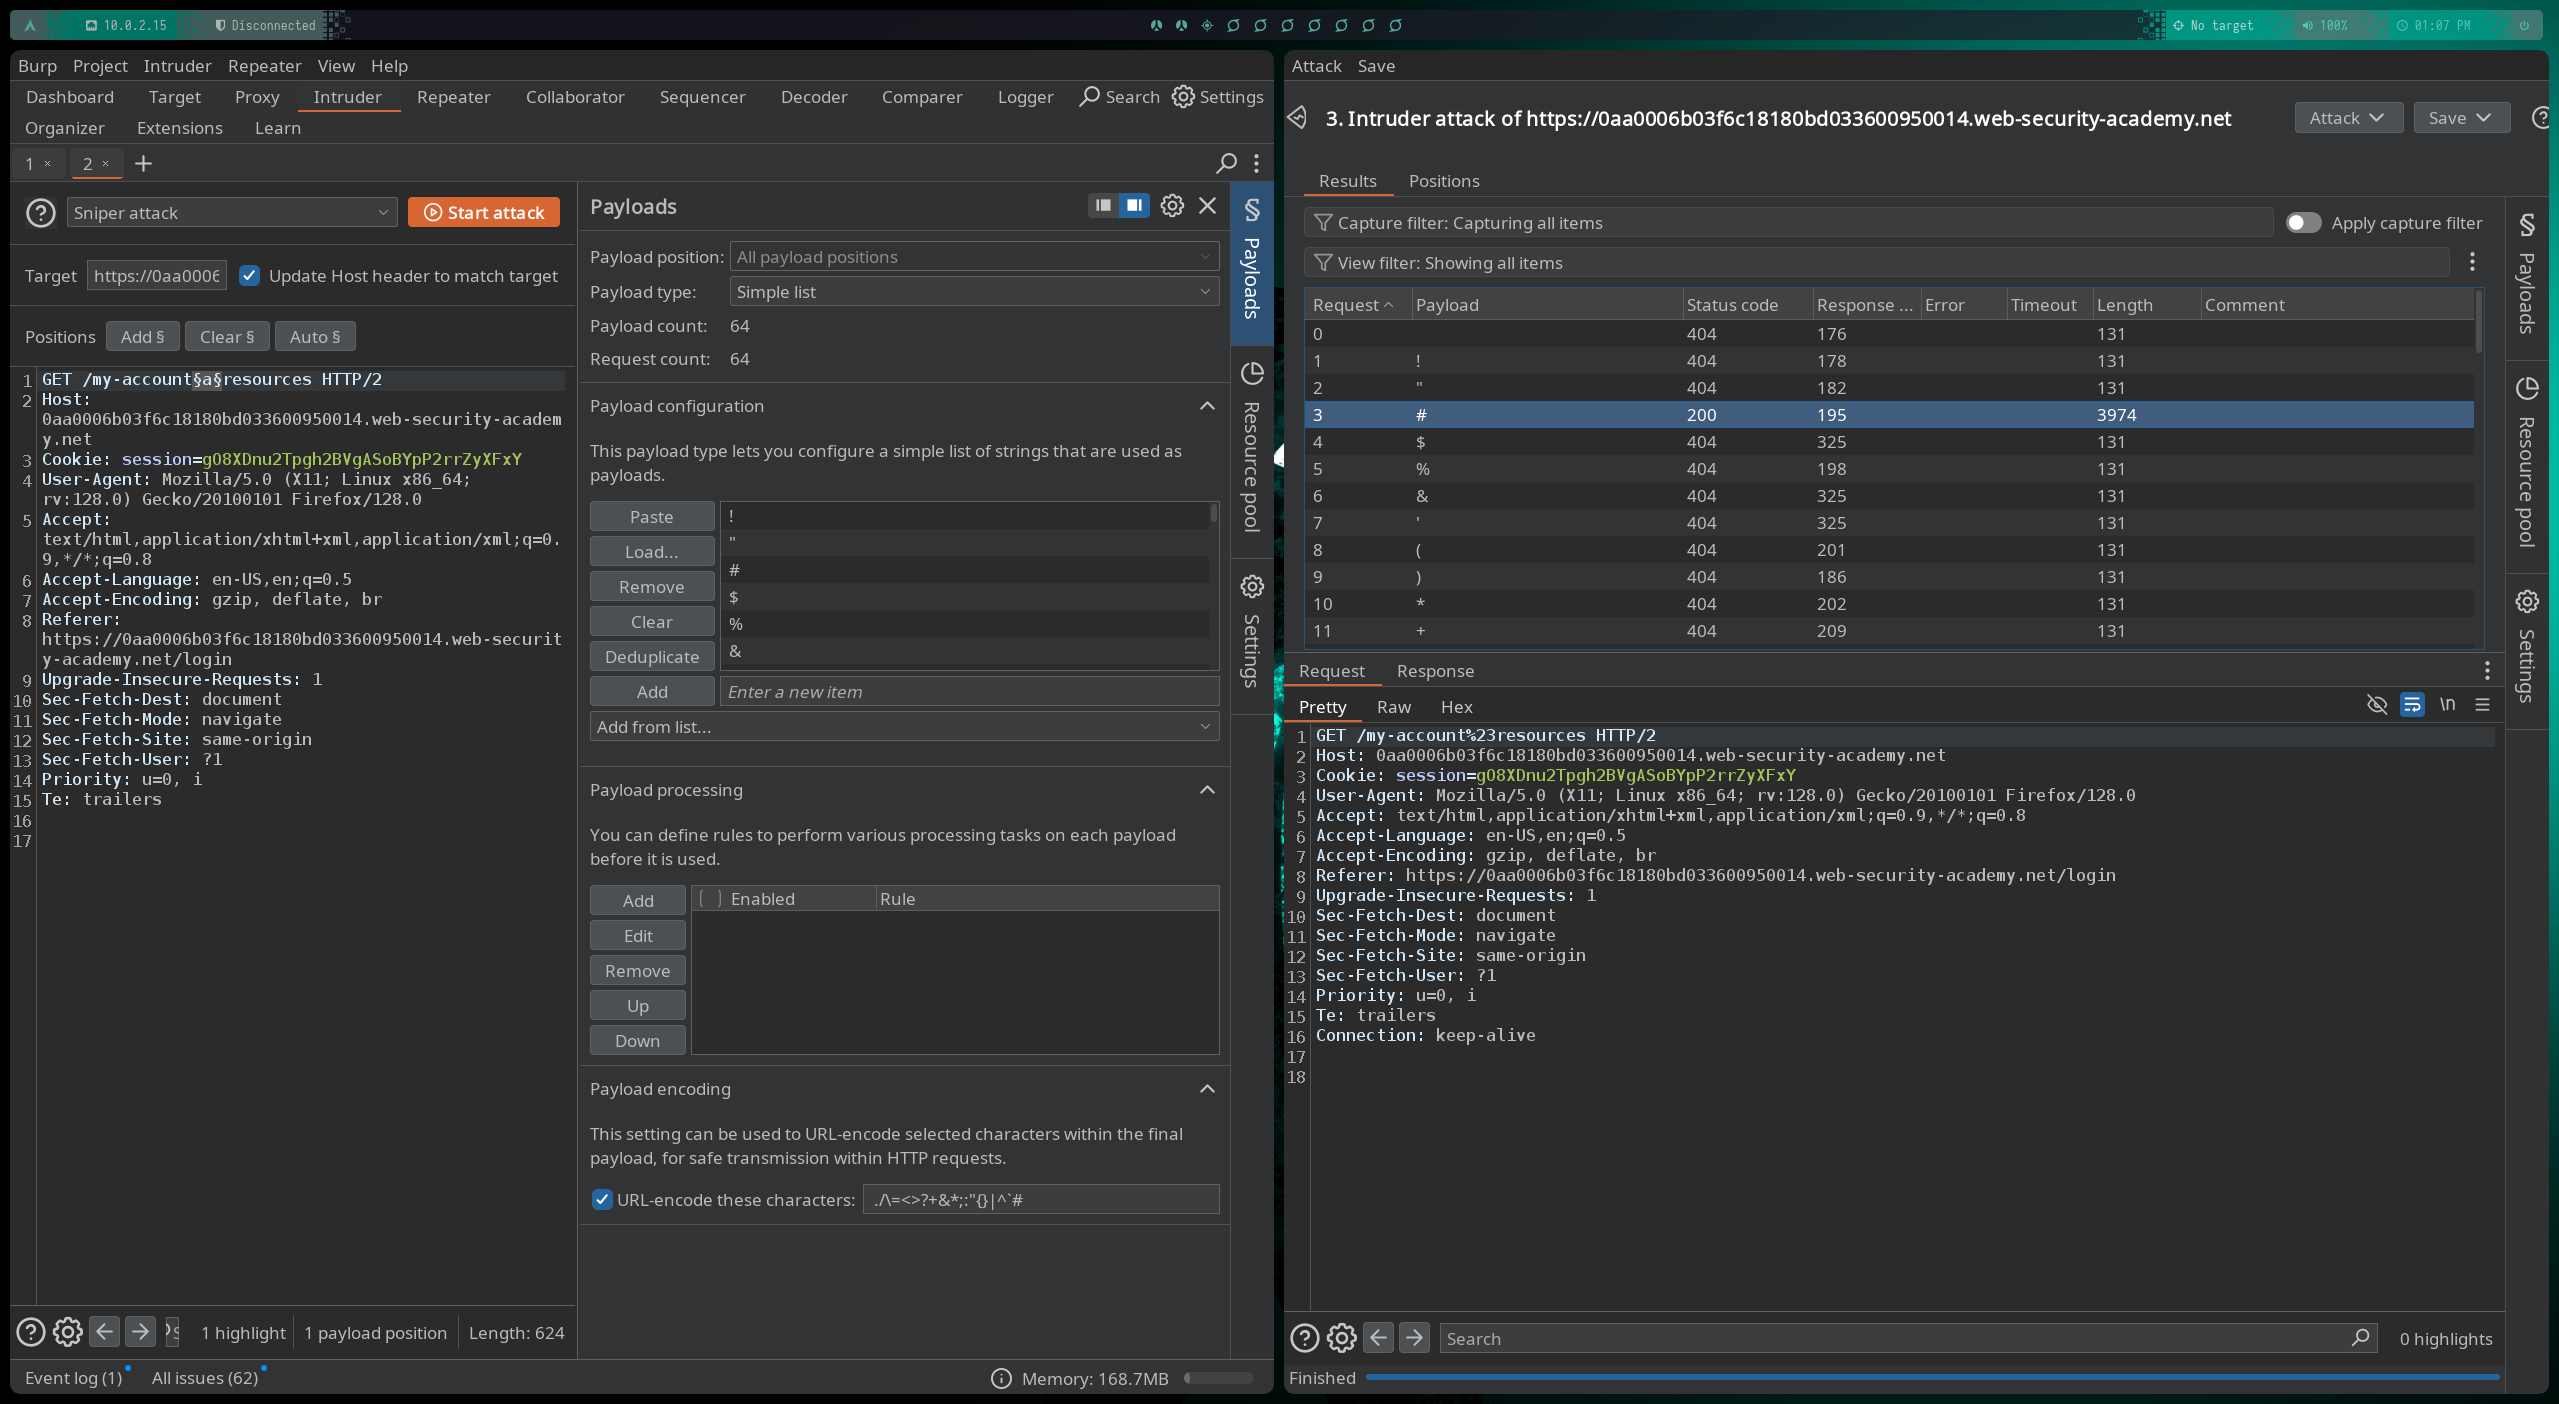 10.0.2.15
Disconnected
No target
100%
01:07 PM
Burp Project Intruder Repeater View Help
Dashboard Target Proxy Intruder Repeater Collaborator Sequencer Decoder Comparer Logger Search Settings
Organizer Extensions Learn
1 × 2 × +
Sniper attack Start attack
Target https://0aa0006 Update Host header to match target
Positions Add § Clear § Auto §
1 GET /my-account§a§resources HTTP/2
2 Host:
0aa0006b03f6c18180bd033600950014.web-security-academ
y.net
3 Cookie: session=gO8XDnu2Tpgh2BVgASoBYpP2rrZyXFxY
4 User-Agent: Mozilla/5.0 (X11; Linux x86_64;
rv:128.0) Gecko/20100101 Firefox/128.0
5 Accept:
text/html,application/xhtml+xml,application/xml;q=0.
9,*/*;q=0.8
6 Accept-Language: en-US,en;q=0.5
7 Accept-Encoding: gzip, deflate, br
8 Referer:
https://0aa0006b03f6c18180bd033600950014.web-securit
y-academy.net/login
9 Upgrade-Insecure-Requests: 1
10 Sec-Fetch-Dest: document
11 Sec-Fetch-Mode: navigate
12 Sec-Fetch-Site: same-origin
13 Sec-Fetch-User: ?1
14 Priority: u=0, i
15 Te: trailers
16
17
1 highlight 1 payload position Length: 624
Event log (1) All issues (62) Memory: 168.7MB
Payloads
Payload position: All payload positions
Payload type: Simple list
Payload count: 64
Request count: 64
Payload configuration
This payload type lets you configure a simple list of strings that are used as
payloads.
Paste
Load...
Remove
Clear
Deduplicate
Add
!
"
#
$
%
&
Enter a new item
Add from list...
Payload processing
You can define rules to perform various processing tasks on each payload
before it is used.
Add
Edit
Remove
Up
Down
Enabled Rule
Payload encoding
This setting can be used to URL-encode selected characters within the final
payload, for safe transmission within HTTP requests.
URL-encode these characters: ./\=<>?+&*;:"{}|^`#
§ Payloads
Resource pool
Settings
Attack Save
3. Intruder attack of https://0aa0006b03f6c18180bd033600950014.web-security-academy.net Attack Save
Results Positions
Capture filter: Capturing all items Apply capture filter
View filter: Showing all items
Request Payload Status code Response ... Error Timeout Length Comment
0 404 176 131
1 ! 404 178 131
2 " 404 182 131
3 # 200 195 3974
4 $ 404 325 131
5 % 404 198 131
6 & 404 325 131
7 ' 404 325 131
8 ( 404 201 131
9 ) 404 186 131
10 * 404 202 131
11 + 404 209 131
Request Response
Pretty Raw Hex \n
1 GET /my-account%23resources HTTP/2
2 Host: 0aa0006b03f6c18180bd033600950014.web-security-academy.net
3 Cookie: session=gO8XDnu2Tpgh2BVgASoBYpP2rrZyXFxY
4 User-Agent: Mozilla/5.0 (X11; Linux x86_64; rv:128.0) Gecko/20100101 Firefox/128.0
5 Accept: text/html,application/xhtml+xml,application/xml;q=0.9,*/*;q=0.8
6 Accept-Language: en-US,en;q=0.5
7 Accept-Encoding: gzip, deflate, br
8 Referer: https://0aa0006b03f6c18180bd033600950014.web-security-academy.net/login
9 Upgrade-Insecure-Requests: 1
10 Sec-Fetch-Dest: document
11 Sec-Fetch-Mode: navigate
12 Sec-Fetch-Site: same-origin
13 Sec-Fetch-User: ?1
14 Priority: u=0, i
15 Te: trailers
16 Connection: keep-alive
17
18
Search 0 highlights
Finished
§ Payloads
Resource pool
Settings